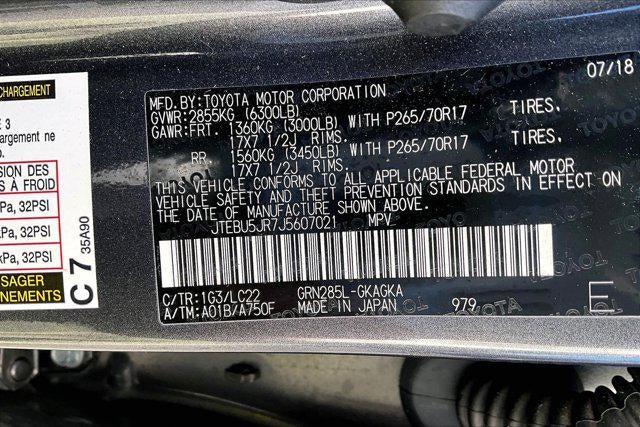 CHARGEMENT
E 3
hargement ne
SION DES
S À FROID
Pa, 32PSI
Pa, 32PSI
kPa, 32PSI
SAGER
NEMENTS
C7 35A90
07/18
MFD.BY:TOYOTA MOTOR CORPORATION
GVWR:2855KG (6300LB)
GAWR:FRT. 1360KG (3000LB) WITH P265/70R17 TIRES.
17X7 1/2J RIMS.
RR. 1560KG (3450LB) WITH P265/70R17 TIRES.
17X7 1/2J RIMS.
THIS VEHICLE CONFORMS TO ALL APPLICABLE FEDERAL MOTOR
VEHICLE SAFETY AND THEFT PREVENTION STANDARDS IN EFFECT ON
THE DATE OF MANUFACTURE SHOWN ABOVE.
JTEBU5JR7J5607021 MPV
C/TR:1G3/LC22 GRN285L-GKAGKA
A/TM:A01B/A750F MADE IN JAPAN 979 E